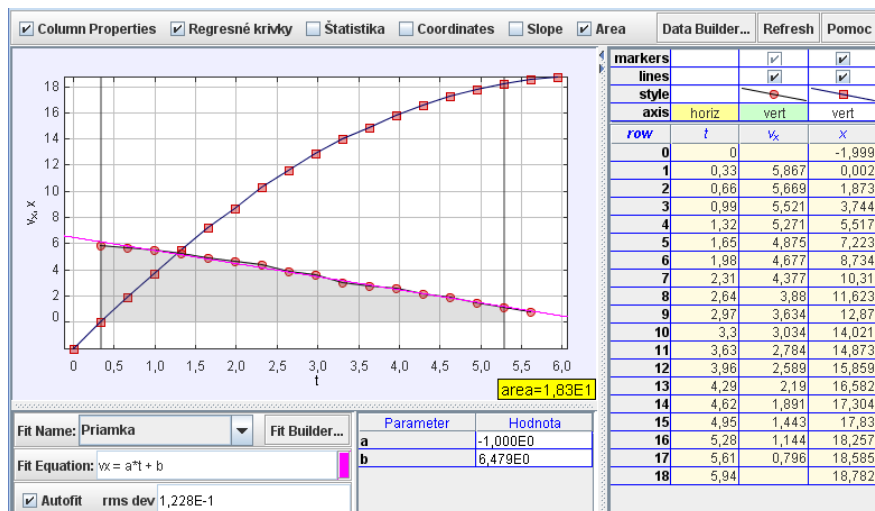 Column Properties Regresné krivky Štatistika Coordinates Slope Area Data Builder... Refresh Pomoc
18
16
14
12
10
8
6
4
2
0
vx, x
0 0,5 1,0 1,5 2,0 2,5 3,0 3,5 4,0 4,5 5,0 5,5 6,0
t
area=1,83E1
markers
lines
style
axis horiz vert vert
row t vx x
0 0 -1,999
1 0,33 5,867 0,002
2 0,66 5,669 1,873
3 0,99 5,521 3,744
4 1,32 5,271 5,517
5 1,65 4,875 7,223
6 1,98 4,677 8,734
7 2,31 4,377 10,31
8 2,64 3,88 11,623
9 2,97 3,634 12,87
10 3,3 3,034 14,021
11 3,63 2,784 14,873
12 3,96 2,589 15,859
13 4,29 2,19 16,582
14 4,62 1,891 17,304
15 4,95 1,443 17,83
16 5,28 1,144 18,257
17 5,61 0,796 18,585
18 5,94 18,782
Fit Name: Priamka Fit Builder...
Fit Equation: vx = a*t + b
Autofit rms dev 1,228E-1
Parameter Hodnota
a -1,000E0
b 6,479E0